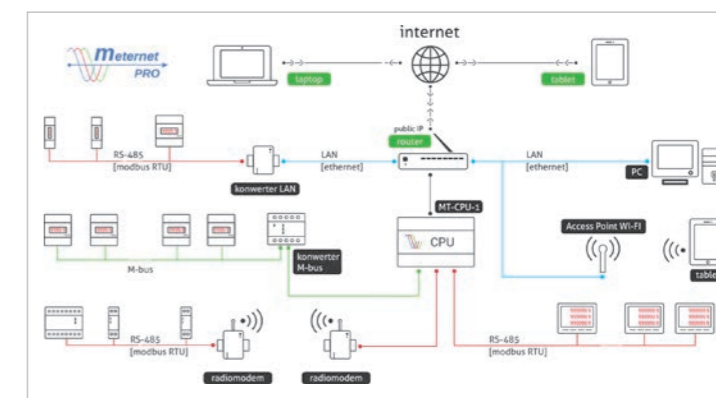 internet
meternet
PRO
laptop
tablet
public IP
router
RS-485
[modbus RTU]
LAN
[ethernet]
LAN
[ethernet]
konwerter LAN
PC
MT-CPU-1
CPU
Access Point WI-FI
konwerter
M-bus
M-bus
table
RS-485
[modbus RTU]
RS-485
[modbus RTU]
radiomodem
radiomodem